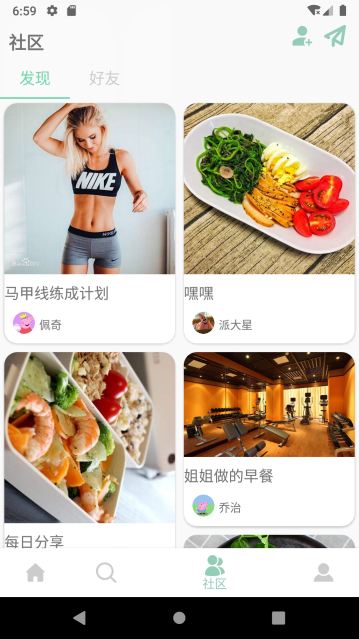 6:59
社区
发现 好友
NIKE
马甲线练成计划
佩奇
嘿嘿
派大星
姐姐做的早餐
乔治
每日分享
社区